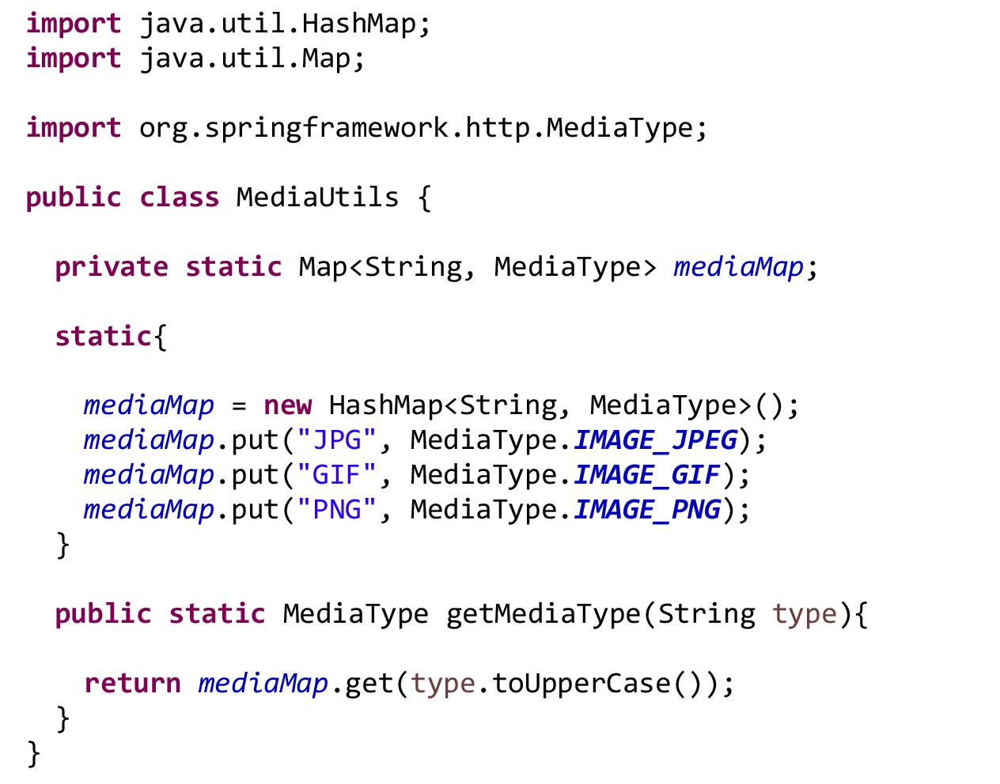 import java.util.HashMap;
import java.util.Map;
import org.springframework.http.MediaType;
public class MediaUtils {
private static Map<String, MediaType> mediaMap;
static{
mediaMap = new HashMap<String, MediaType>();
mediaMap.put("JPG", MediaType.IMAGE_JPEG);
mediaMap.put("GIF", MediaType.IMAGE_GIF);
mediaMap.put("PNG", MediaType.IMAGE_PNG);
}
public static MediaType getMediaType(String type){
return mediaMap.get(type.toUpperCase());
}
}